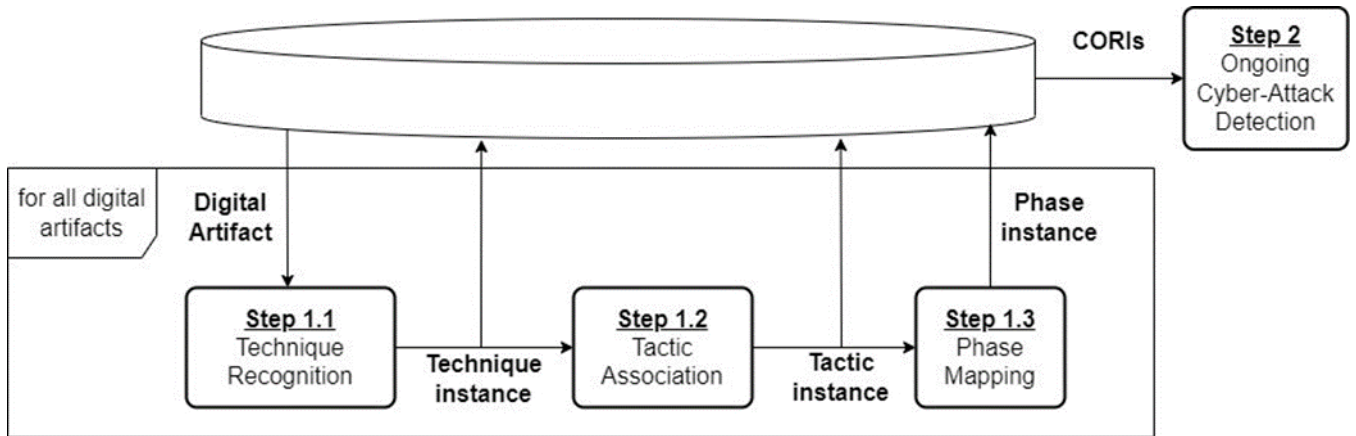 CORIs
Step 2
Ongoing
Cyber-Attack
Detection
for all digital
artifacts
Digital
Artifact
Phase
instance
Step 1.1
Technique
Recognition
Technique
instance
Step 1.2
Tactic
Association
Tactic
instance
Step 1.3
Phase
Mapping